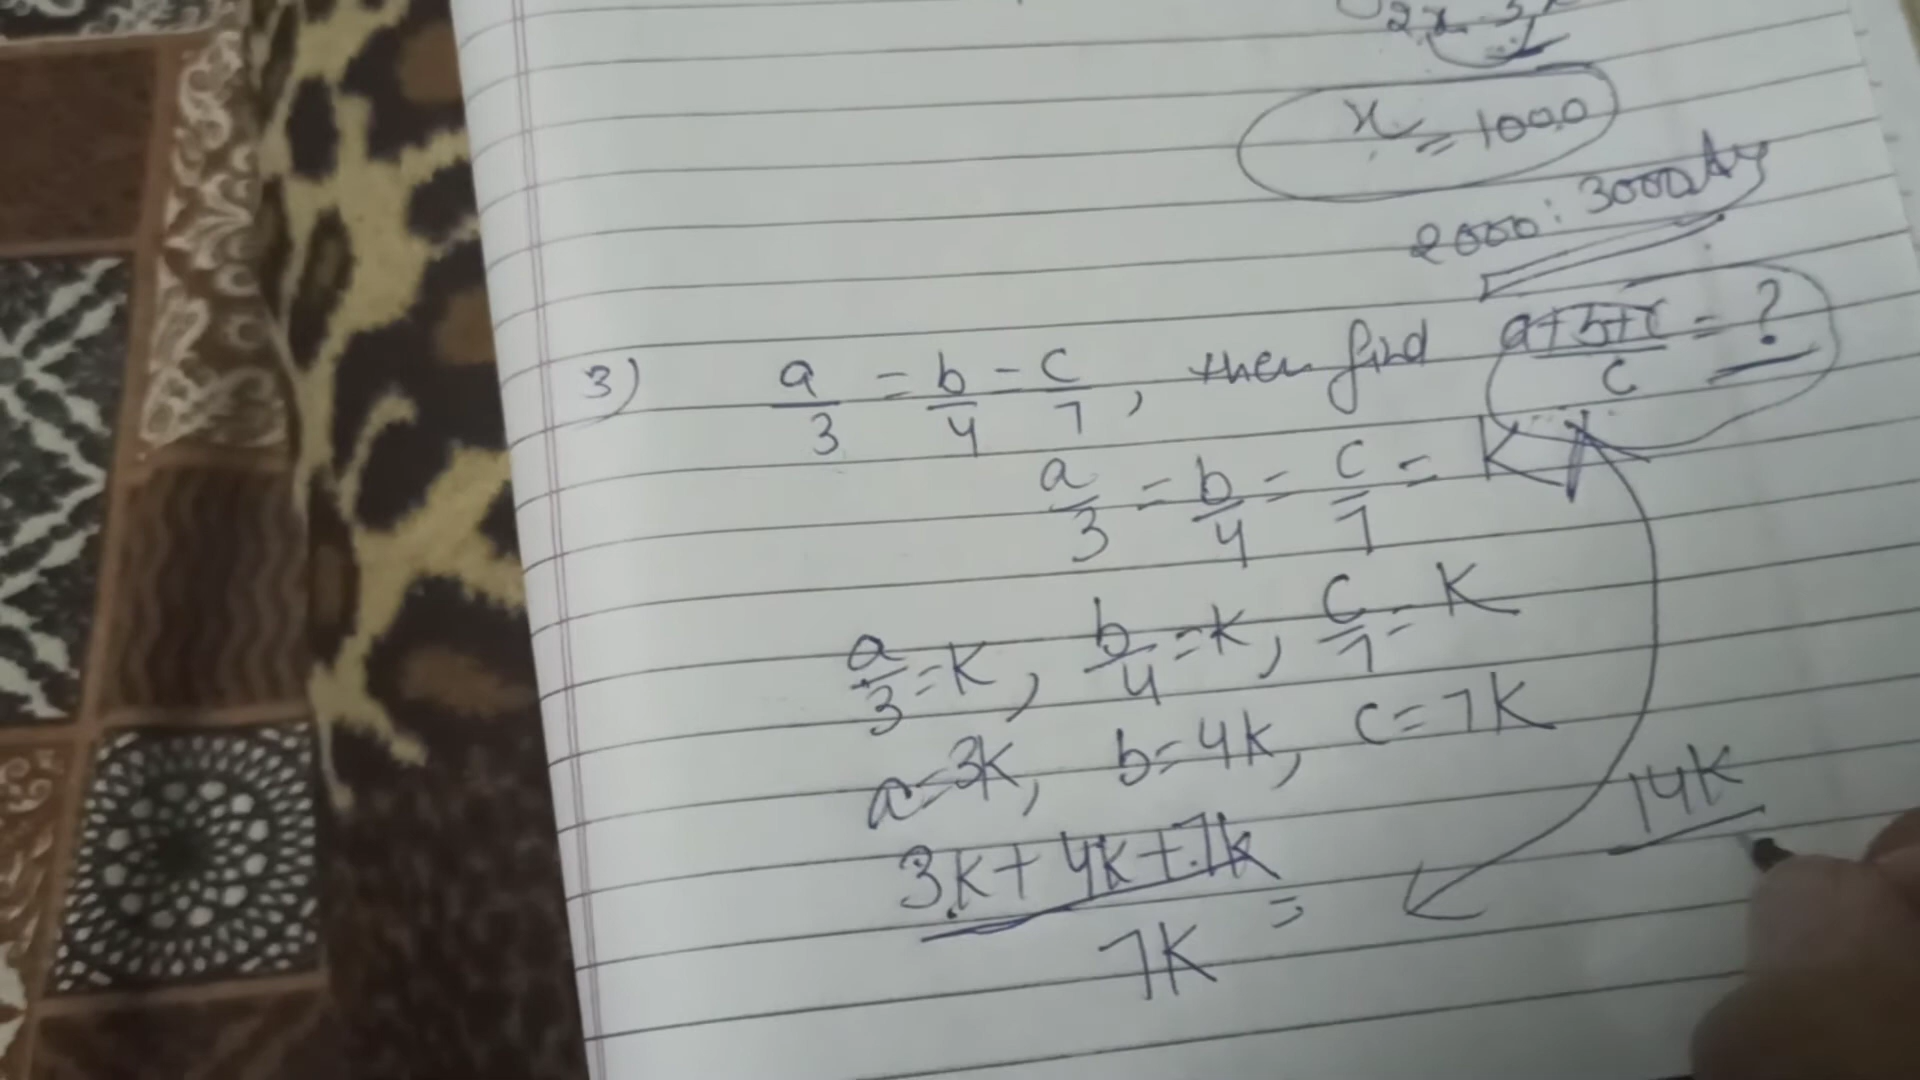 x = 1000
2000 : 3000
3) a/3 = b/4 = c/7, then find a+b+c/c = ?
a/3 = b/4 = c/7 = K
a/3 = K, b/4 = K, c/7 = K
a = 3K, b = 4K, c = 7K
14K
3K + 4K + 7K / 7K =